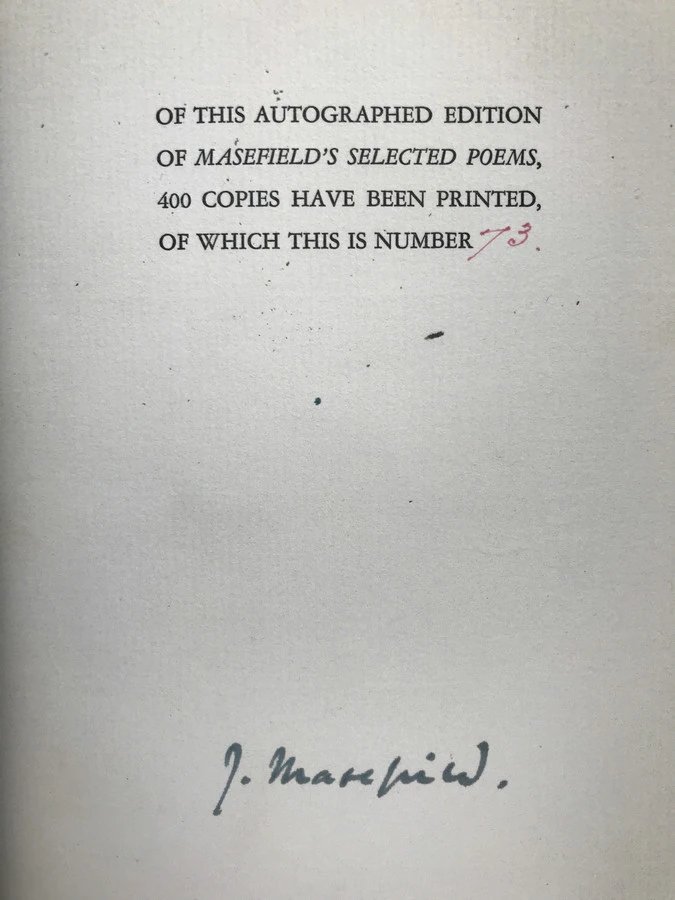 OF THIS AUTOGRAPHED EDITION
OF MASEFIELD'S SELECTED POEMS,
400 COPIES HAVE BEEN PRINTED,
OF WHICH THIS IS NUMBER 73.
J. Masefield.